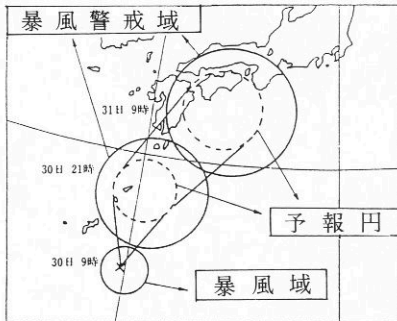 暴風警戒域
31日 9時
30日 21時
予報円
30日 9時
暴風域